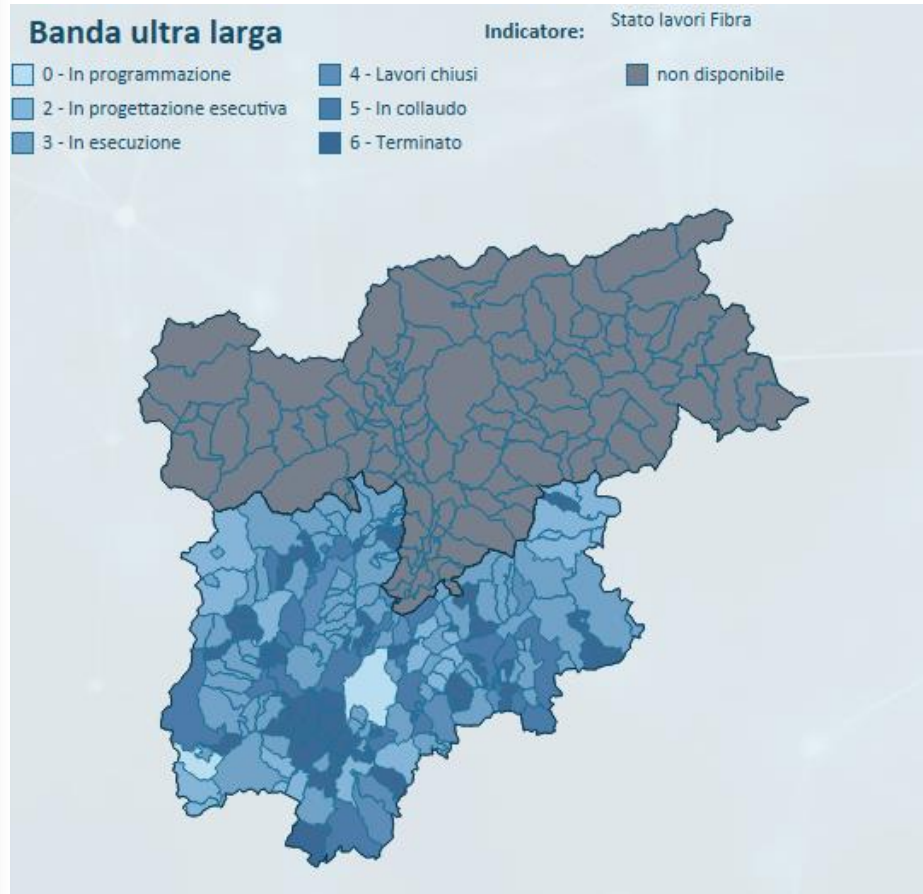 Banda ultra larga
Indicatore:
Stato lavori Fibra
0 - In programmazione
4 - Lavori chiusi
non disponibile
2 - In progettazione esecutiva
5 - In collaudo
3 - In esecuzione
6 - Terminato